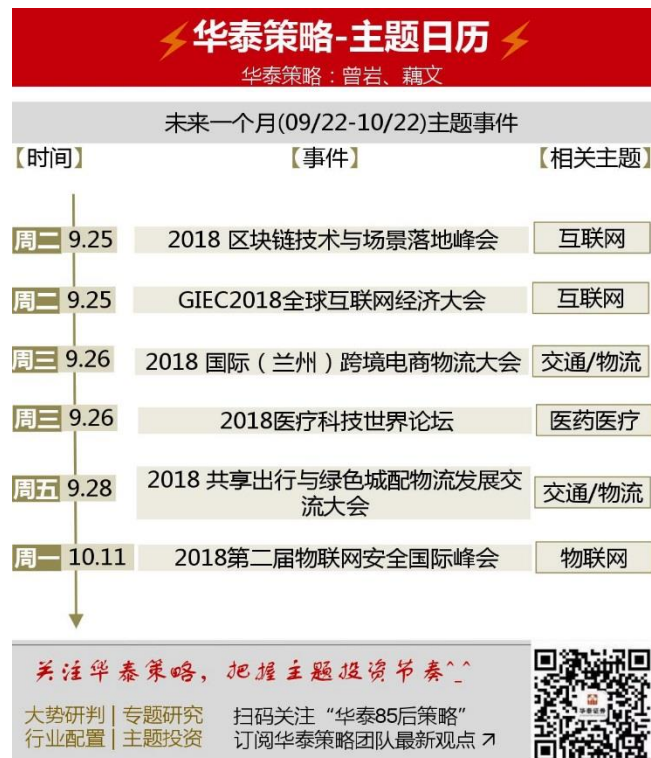 华泰策略-主题日历
华泰策略：曾岩、藕文
未来一个月(09/22-10/22)主题事件
【时间】 【事件】 【相关主题】
周二 9.25 2018 区块链技术与场景落地峰会 互联网
周二 9.25 GIEC2018全球互联网经济大会 互联网
周三 9.26 2018 国际（兰州）跨境电商物流大会 交通/物流
周三 9.26 2018医疗科技世界论坛 医药医疗
周五 9.28 2018 共享出行与绿色城配物流发展交
流大会 交通/物流
周一 10.11 2018第二届物联网安全国际峰会 物联网
关注华泰策略，把握主题投资节奏^_^
大势研判 | 专题研究 扫码关注“华泰85后策略”
行业配置 | 主题投资 订阅华泰策略团队最新观点↗
华泰证券